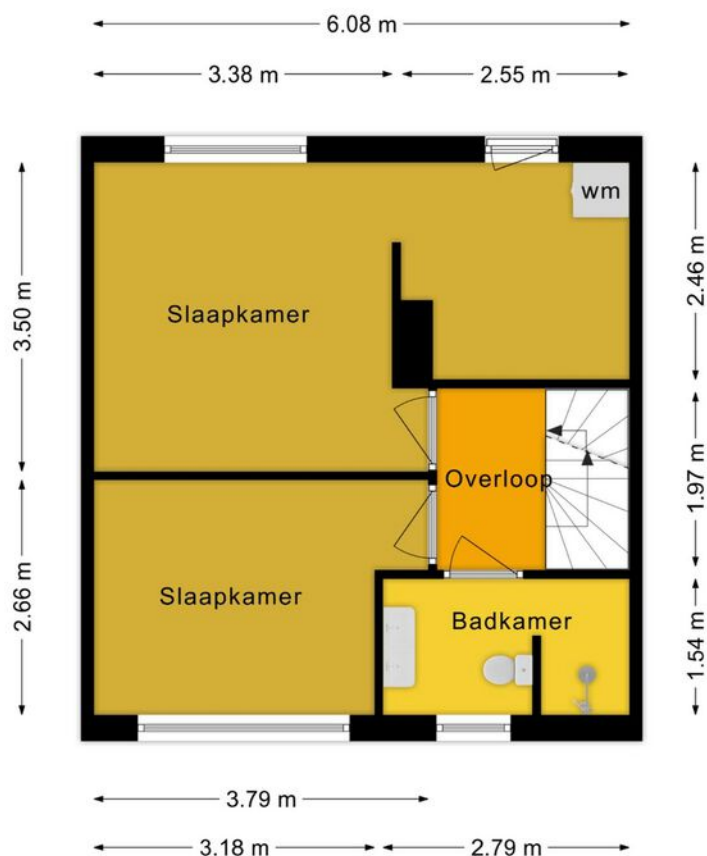 6.08 m
3.38 m
2.55 m
wm
3.50 m
2.46 m
Slaapkamer
Overloop
1.97 m
2.66 m
Slaapkamer
Badkamer
1.54 m
3.79 m
3.18 m
2.79 m